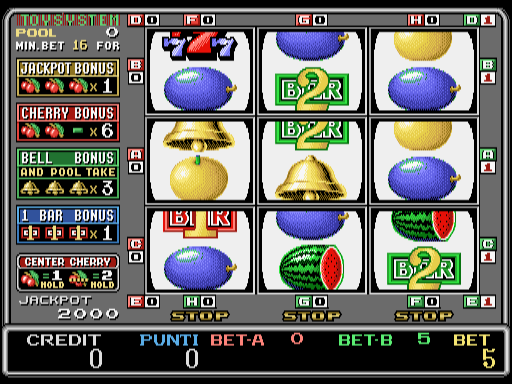 TOYSYSTEM D 0 F 0 G 0 H 0 D 1
POOL 0
MIN.BET 16 FOR
B 0 B 1
JACKPOT BONUS
x 1
777
BAR 2
CHERRY BONUS
x 6
BAR 2
BELL BONUS
AND POOL TAKE
x 3
A 0 A 1
1 BAR BONUS
x 1
BAR 1
CENTER CHERRY
=1 HOLD =2 HOLD
C 0 C 1
BAR 2
JACKPOT
2000
E 0 H 0 G 0 F 0 E 1
STOP STOP STOP
CREDIT PUNTI BET-A 0 BET-B 5 BET
0 0 5